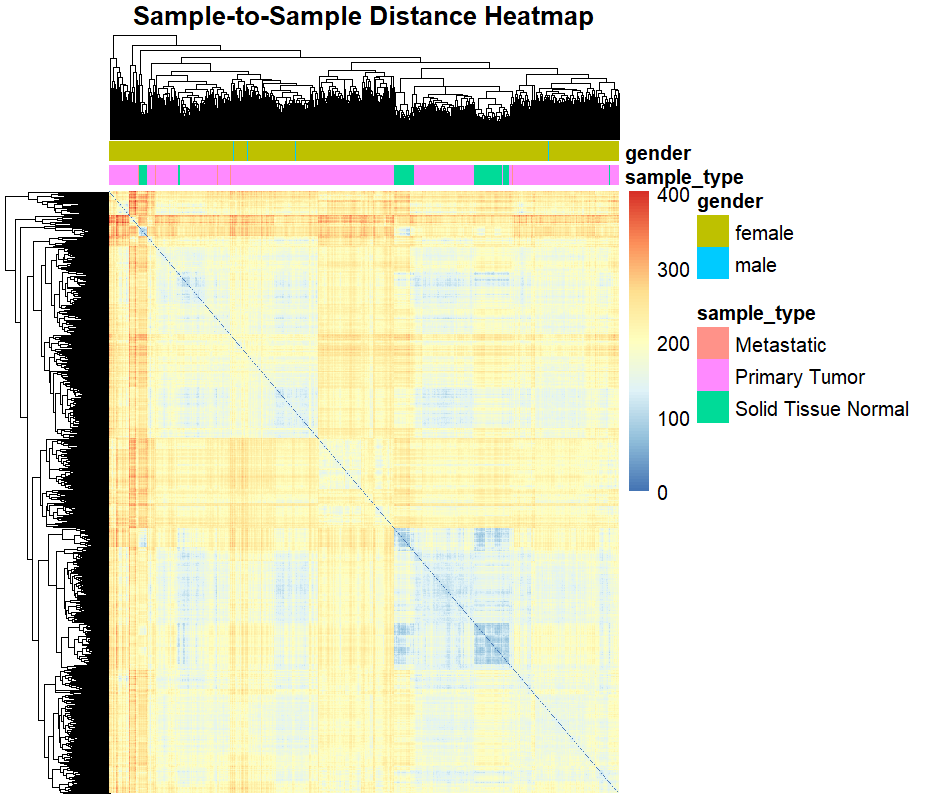 Sample-to-Sample Distance Heatmap
gender
sample_type
400
300
200
100
0
gender
female
male
sample_type
Metastatic
Primary Tumor
Solid Tissue Normal